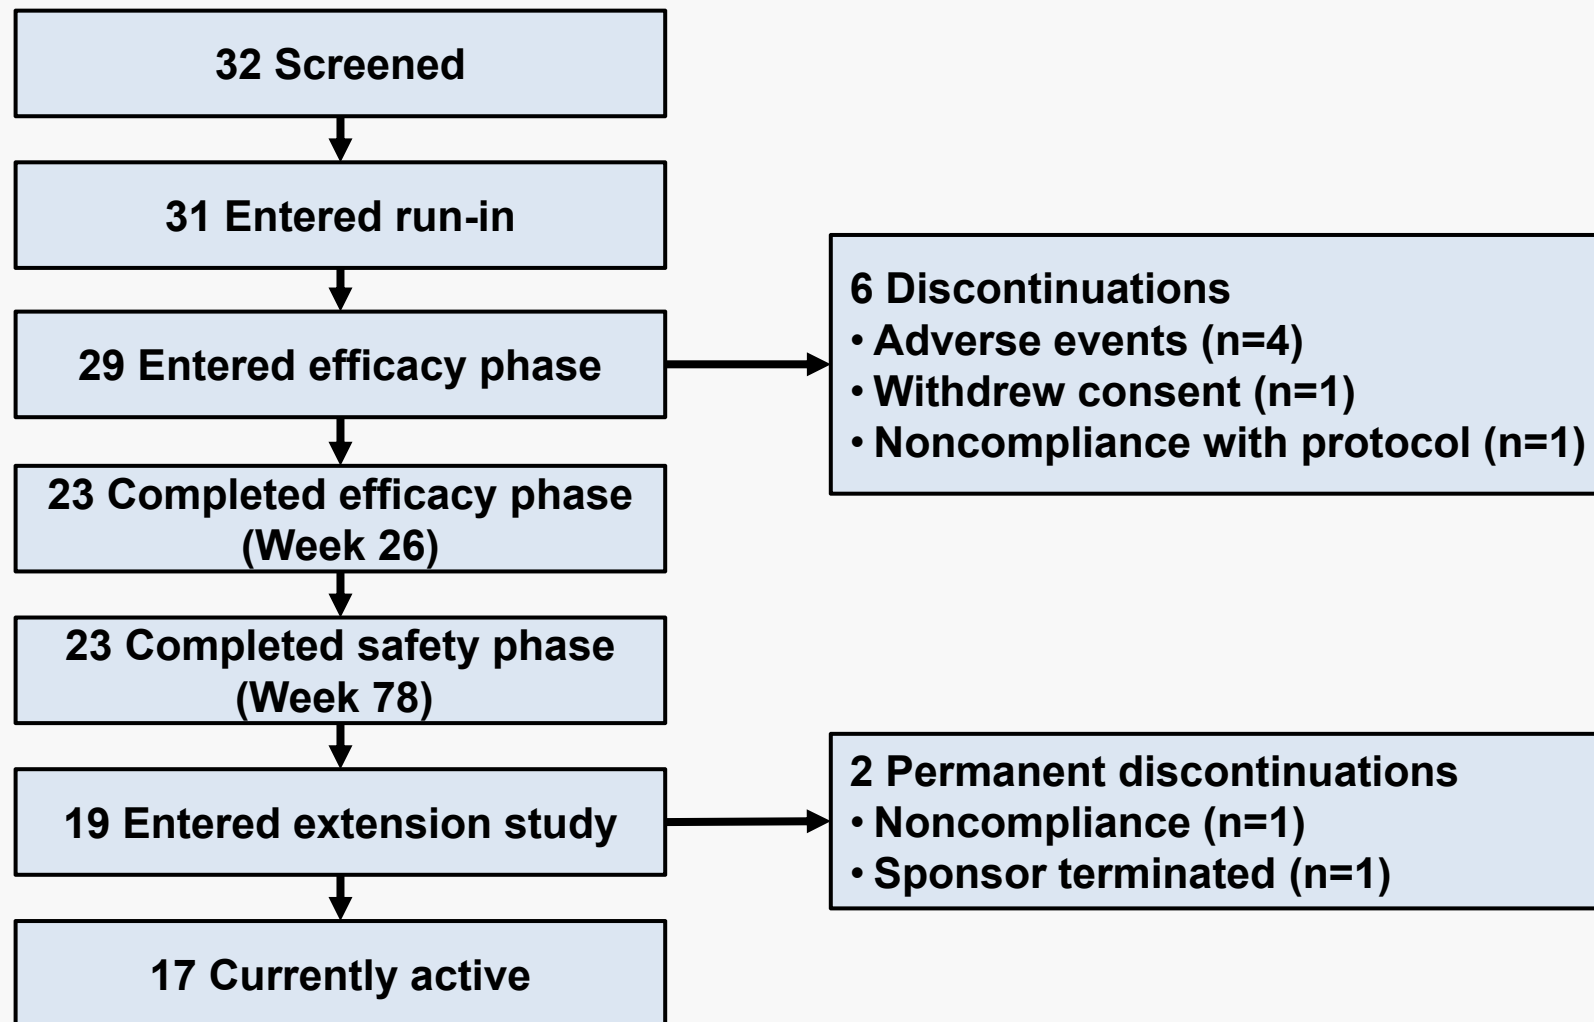 32 Screened
31 Entered run-in
29 Entered efficacy phase
6 Discontinuations
• Adverse events (n=4)
• Withdrew consent (n=1)
• Noncompliance with protocol (n=1)
23 Completed efficacy phase
(Week 26)
23 Completed safety phase
(Week 78)
19 Entered extension study
2 Permanent discontinuations
• Noncompliance (n=1)
• Sponsor terminated (n=1)
17 Currently active